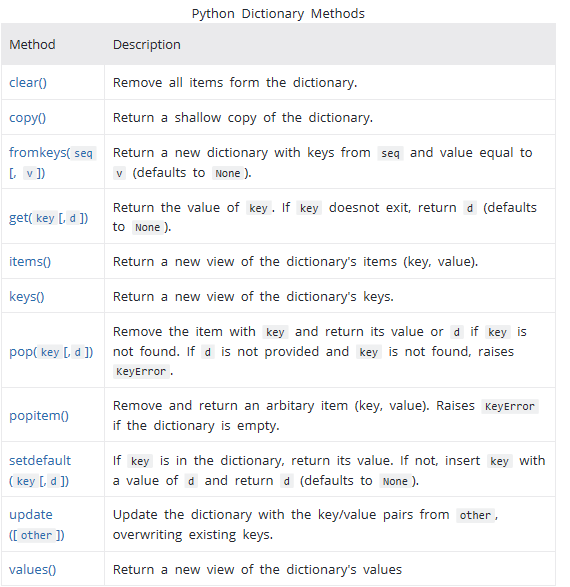 Python Dictionary Methods
Method Description
clear() Remove all items form the dictionary.
copy() Return a shallow copy of the dictionary.
fromkeys( seq
[, v ])
Return a new dictionary with keys from seq and value equal to
v (defaults to None ).
get( key [, d ])
Return the value of key . If key doesnot exit, return d (defaults
to None ).
items() Return a new view of the dictionary's items (key, value).
keys() Return a new view of the dictionary's keys.
pop( key [, d ])
Remove the item with key and return its value or d if key is
not found. If d is not provided and key is not found, raises
KeyError .
popitem()
Remove and return an arbitary item (key, value). Raises KeyError
if the dictionary is empty.
setdefault
( key [, d ])
If key is in the dictionary, return its value. If not, insert key with
a value of d and return d (defaults to None ).
update
([ other ])
Update the dictionary with the key/value pairs from other ,
overwriting existing keys.
values() Return a new view of the dictionary's values